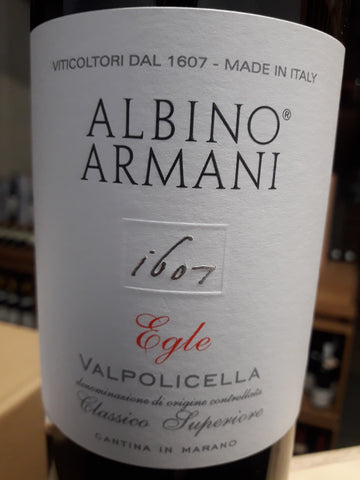 VITICOLTORI DAL 1607 - MADE IN ITALY
ALBINO®
ARMANI
1607
Egle
VALPOLICELLA
denominazione di origine controllata
Classico Superiore
CANTINA IN MARANO